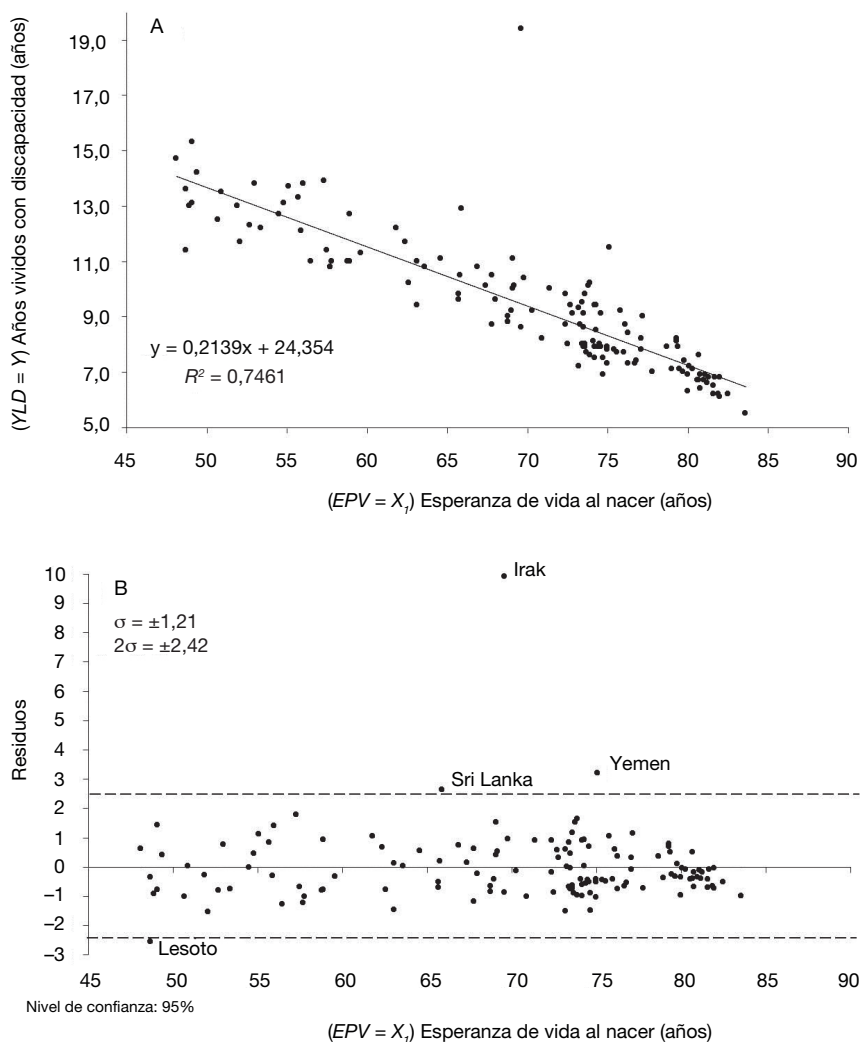 A
(YLD = Y) Años vividos con discapacidad (años)
19,0
17,0
15,0
13,0
11,0
9,0
7,0
5,0
y = 0,2139x + 24,354
R² = 0,7461
45 50 55 60 65 70 75 80 85 90
(EPV = X₁) Esperanza de vida al nacer (años)
B
σ = ±1,21
2σ = ±2,42
Residuos
10
9
8
7
6
5
4
3
2
1
0
−1
−2
−3
Irak
Yemen
Sri Lanka
Lesoto
45 50 55 60 65 70 75 80 85 90
Nivel de confianza: 95%
(EPV = X₁) Esperanza de vida al nacer (años)